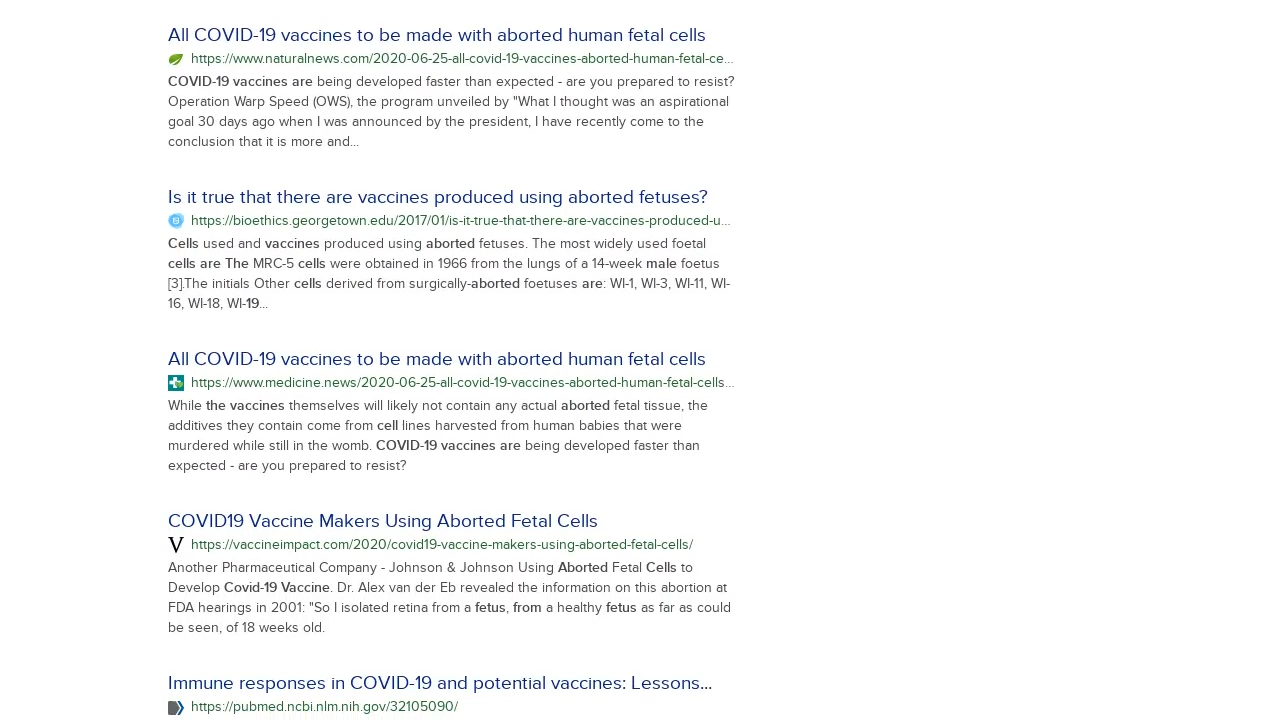 All COVID-19 vaccines to be made with aborted human fetal cells
https://www.naturalnews.com/2020-06-25-all-covid-19-vaccines-aborted-human-fetal-ce...
COVID-19 vaccines are being developed faster than expected - are you prepared to resist?
Operation Warp Speed (OWS), the program unveiled by "What I thought was an aspirational
goal 30 days ago when I was announced by the president, I have recently come to the
conclusion that it is more and...
Is it true that there are vaccines produced using aborted fetuses?
https://bioethics.georgetown.edu/2017/01/is-it-true-that-there-are-vaccines-produced-u...
Cells used and vaccines produced using aborted fetuses. The most widely used foetal
cells are The MRC-5 cells were obtained in 1966 from the lungs of a 14-week male foetus
[3].The initials Other cells derived from surgically-aborted foetuses are: WI-1, WI-3, WI-11, WI-
16, WI-18, WI-19...
All COVID-19 vaccines to be made with aborted human fetal cells
https://www.medicine.news/2020-06-25-all-covid-19-vaccines-aborted-human-fetal-cells...
While the vaccines themselves will likely not contain any actual aborted fetal tissue, the
additives they contain come from cell lines harvested from human babies that were
murdered while still in the womb. COVID-19 vaccines are being developed faster than
expected - are you prepared to resist?
COVID19 Vaccine Makers Using Aborted Fetal Cells
V https://vaccineimpact.com/2020/covid19-vaccine-makers-using-aborted-fetal-cells/
Another Pharmaceutical Company - Johnson & Johnson Using Aborted Fetal Cells to
Develop Covid-19 Vaccine. Dr. Alex van der Eb revealed the information on this abortion at
FDA hearings in 2001: "So I isolated retina from a fetus, from a healthy fetus as far as could
be seen, of 18 weeks old.
Immune responses in COVID-19 and potential vaccines: Lessons...
https://pubmed.ncbi.nlm.nih.gov/32105090/